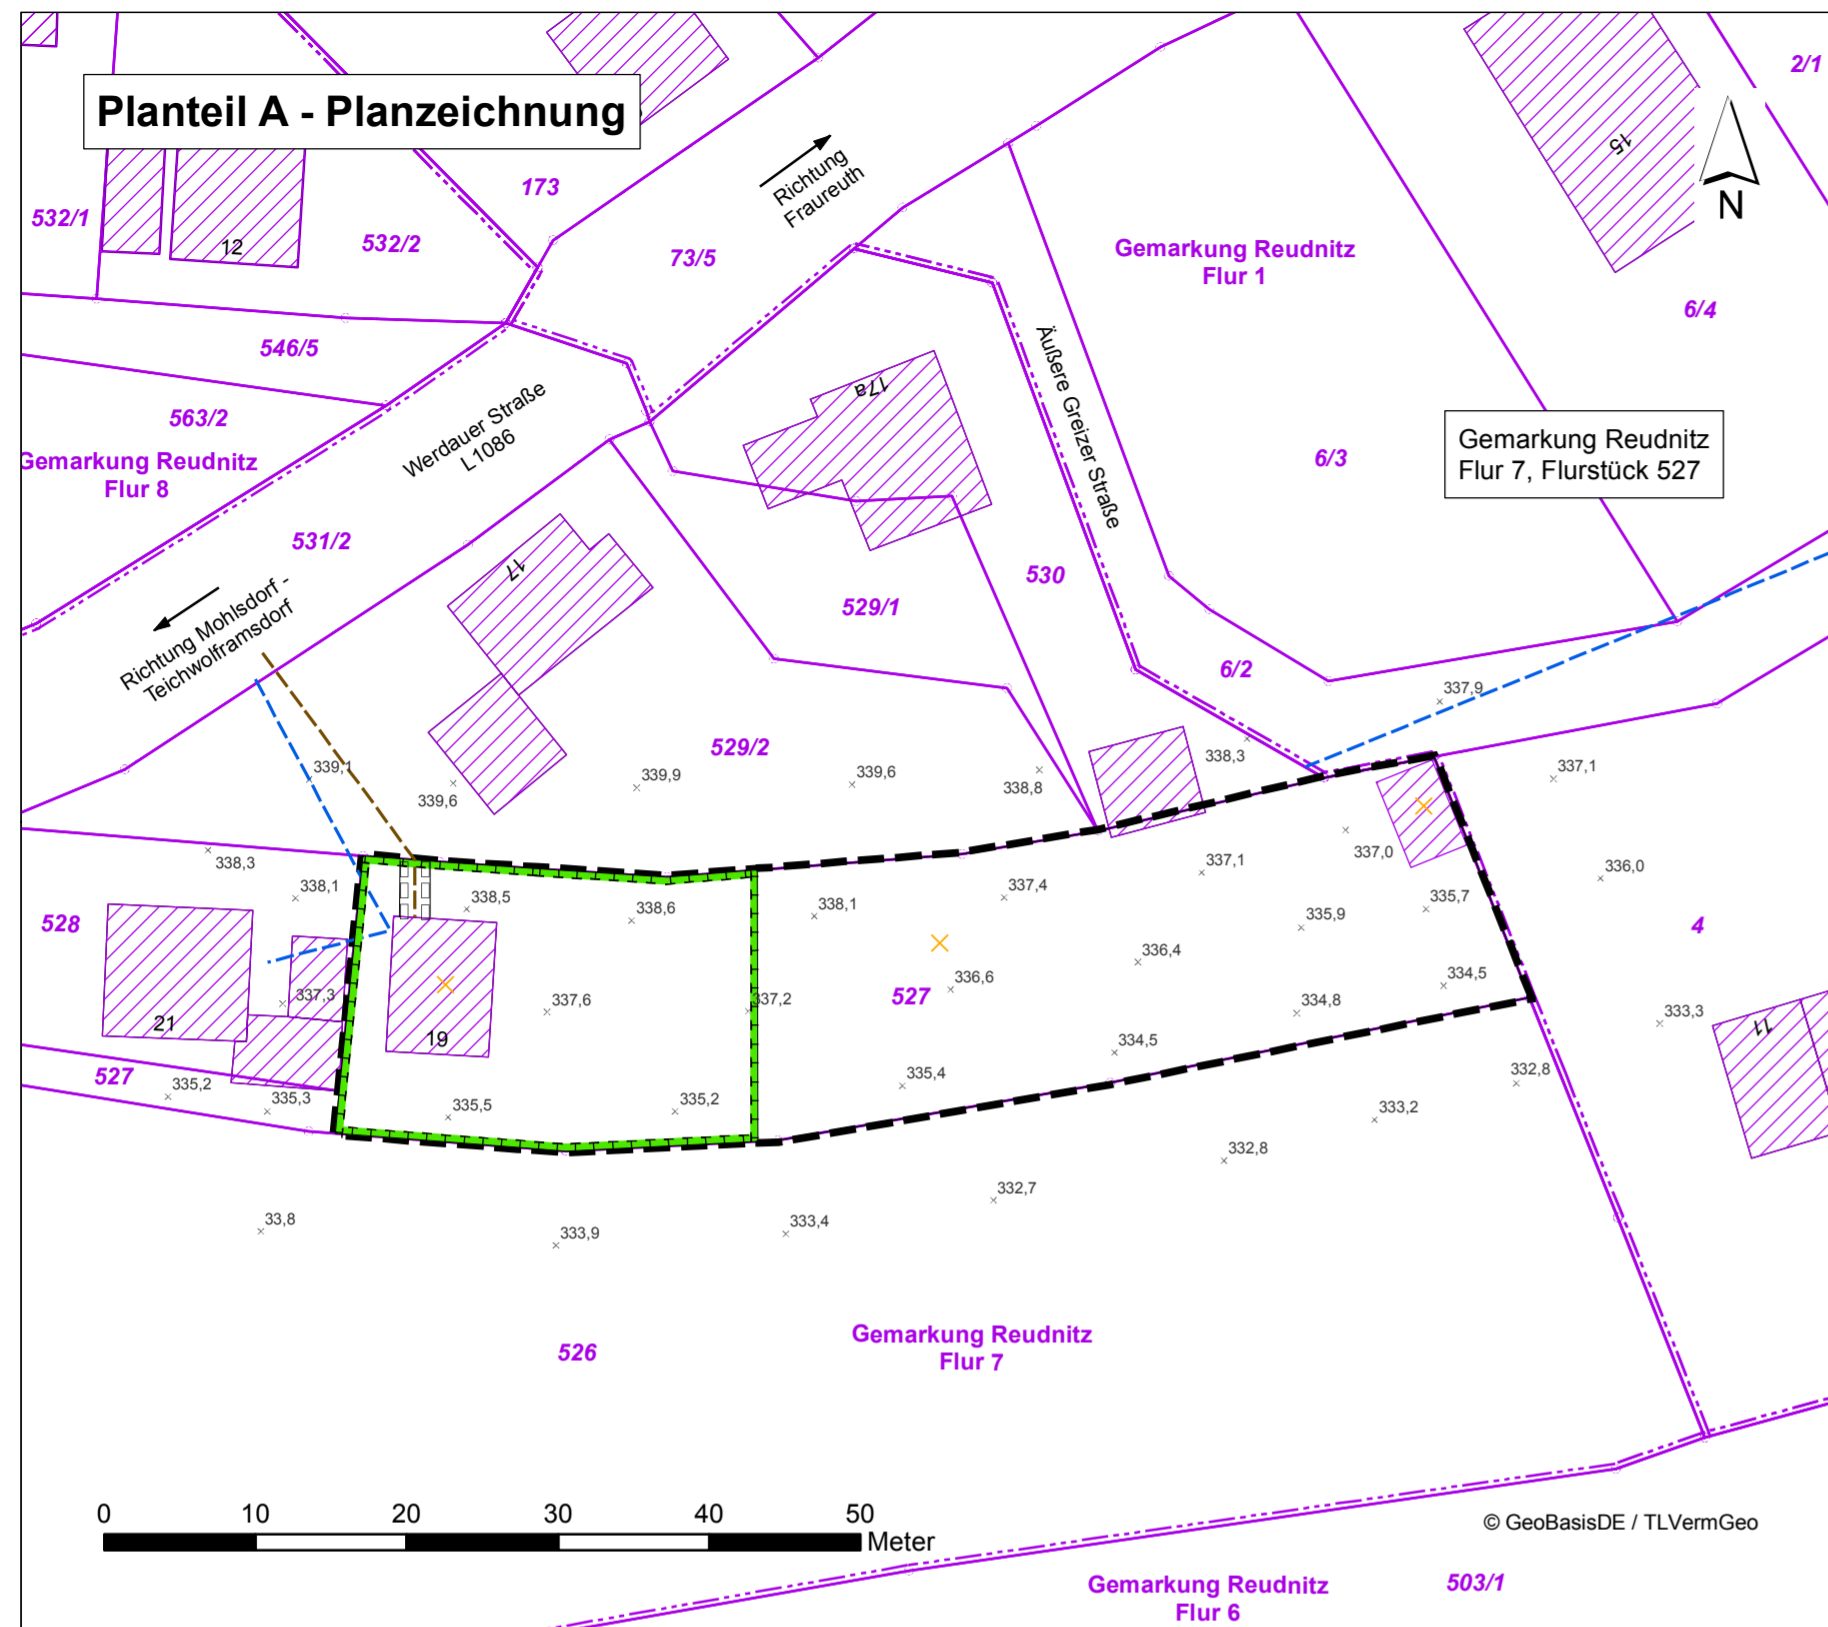 2/1
Planteil A - Planzeichnung
15
173
Richtung
Fraureuth
N
532/1
12
532/2
73/5
Gemarkung Reudnitz
Flur 1
6/4
546/5
Äußere Greizer Straße
17a
563/2
Werdauer Straße
L1086
Gemarkung Reudnitz
Flur 8
6/3
Gemarkung Reudnitz
Flur 7, Flurstück 527
531/2
17
530
529/1
Richtung Mohlsdorf -
Teichwolframsdorf
6/2
337,9
529/2
338,3
339,1
339,9
339,6
337,1
339,6
338,8
338,3
337,1
337,0
336,0
338,1
338,5
338,6
338,1
337,4
335,7
528
335,9
4
336,4
336,6
334,5
337,3
337,6
337,2
527
334,8
333,3
21
19
11
334,5
527
335,2
335,3
335,5
335,2
335,4
332,8
333,2
332,8
332,7
33,8
333,9
333,4
526
Gemarkung Reudnitz
Flur 7
0 10 20 30 40 50
Meter
© GeoBasisDE / TLVermGeo
Gemarkung Reudnitz
Flur 6
503/1